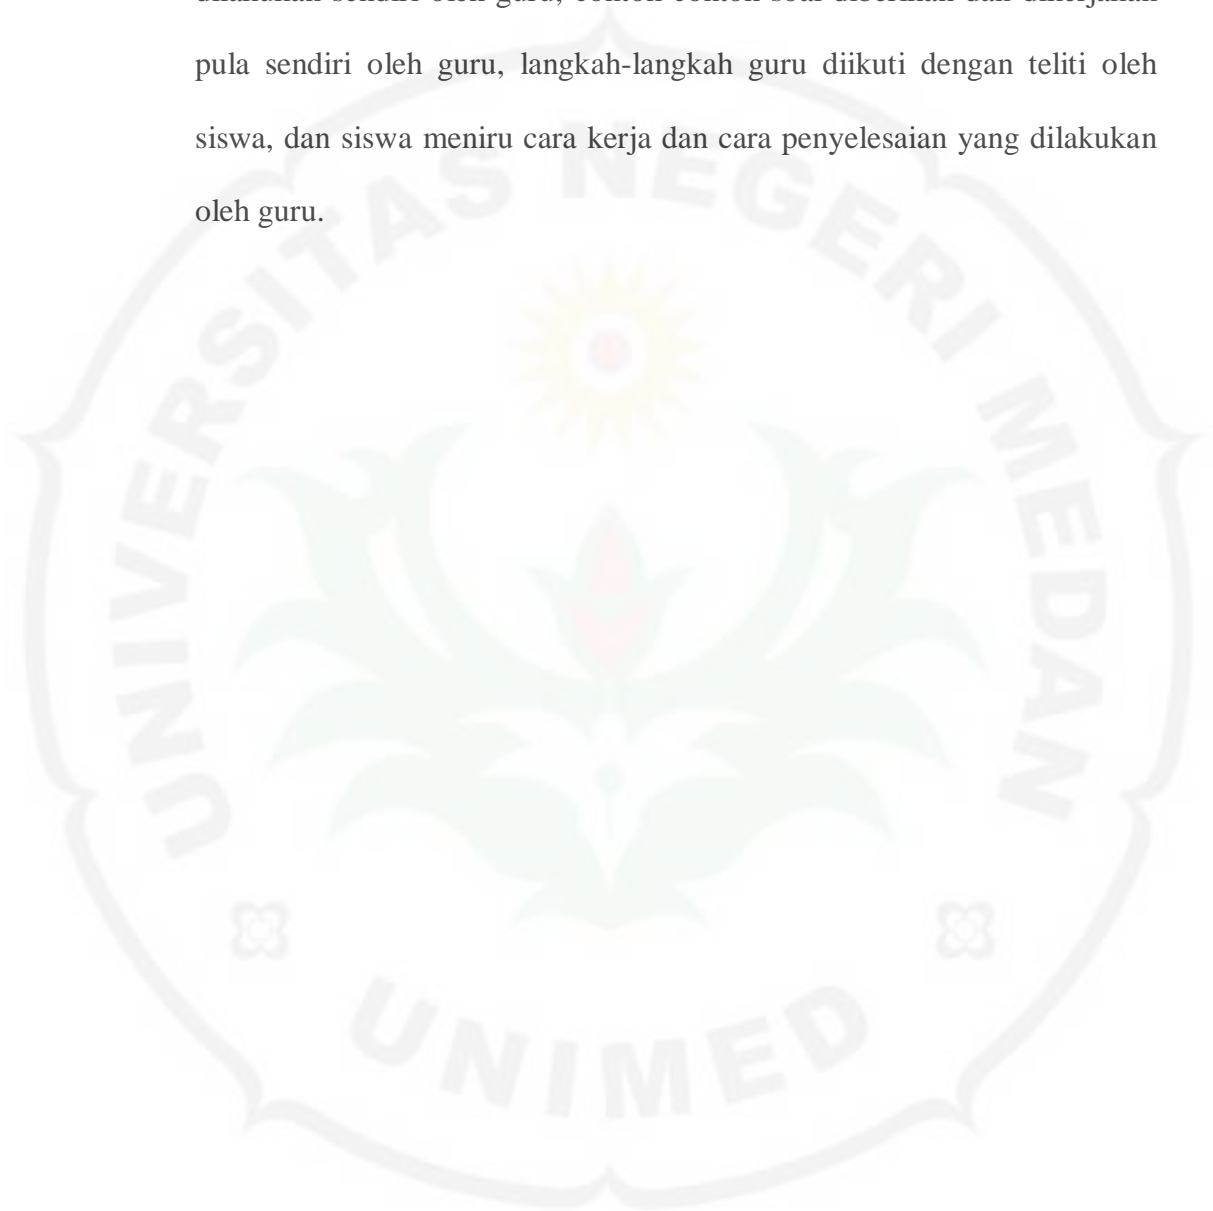 pula sendiri oleh guru, langkah-langkah guru diikuti dengan teliti oleh
siswa, dan siswa meniru cara kerja dan cara penyelesaian yang dilakukan
oleh guru.
UNIVERSITAS NEGERI MEDAN
UNIMED